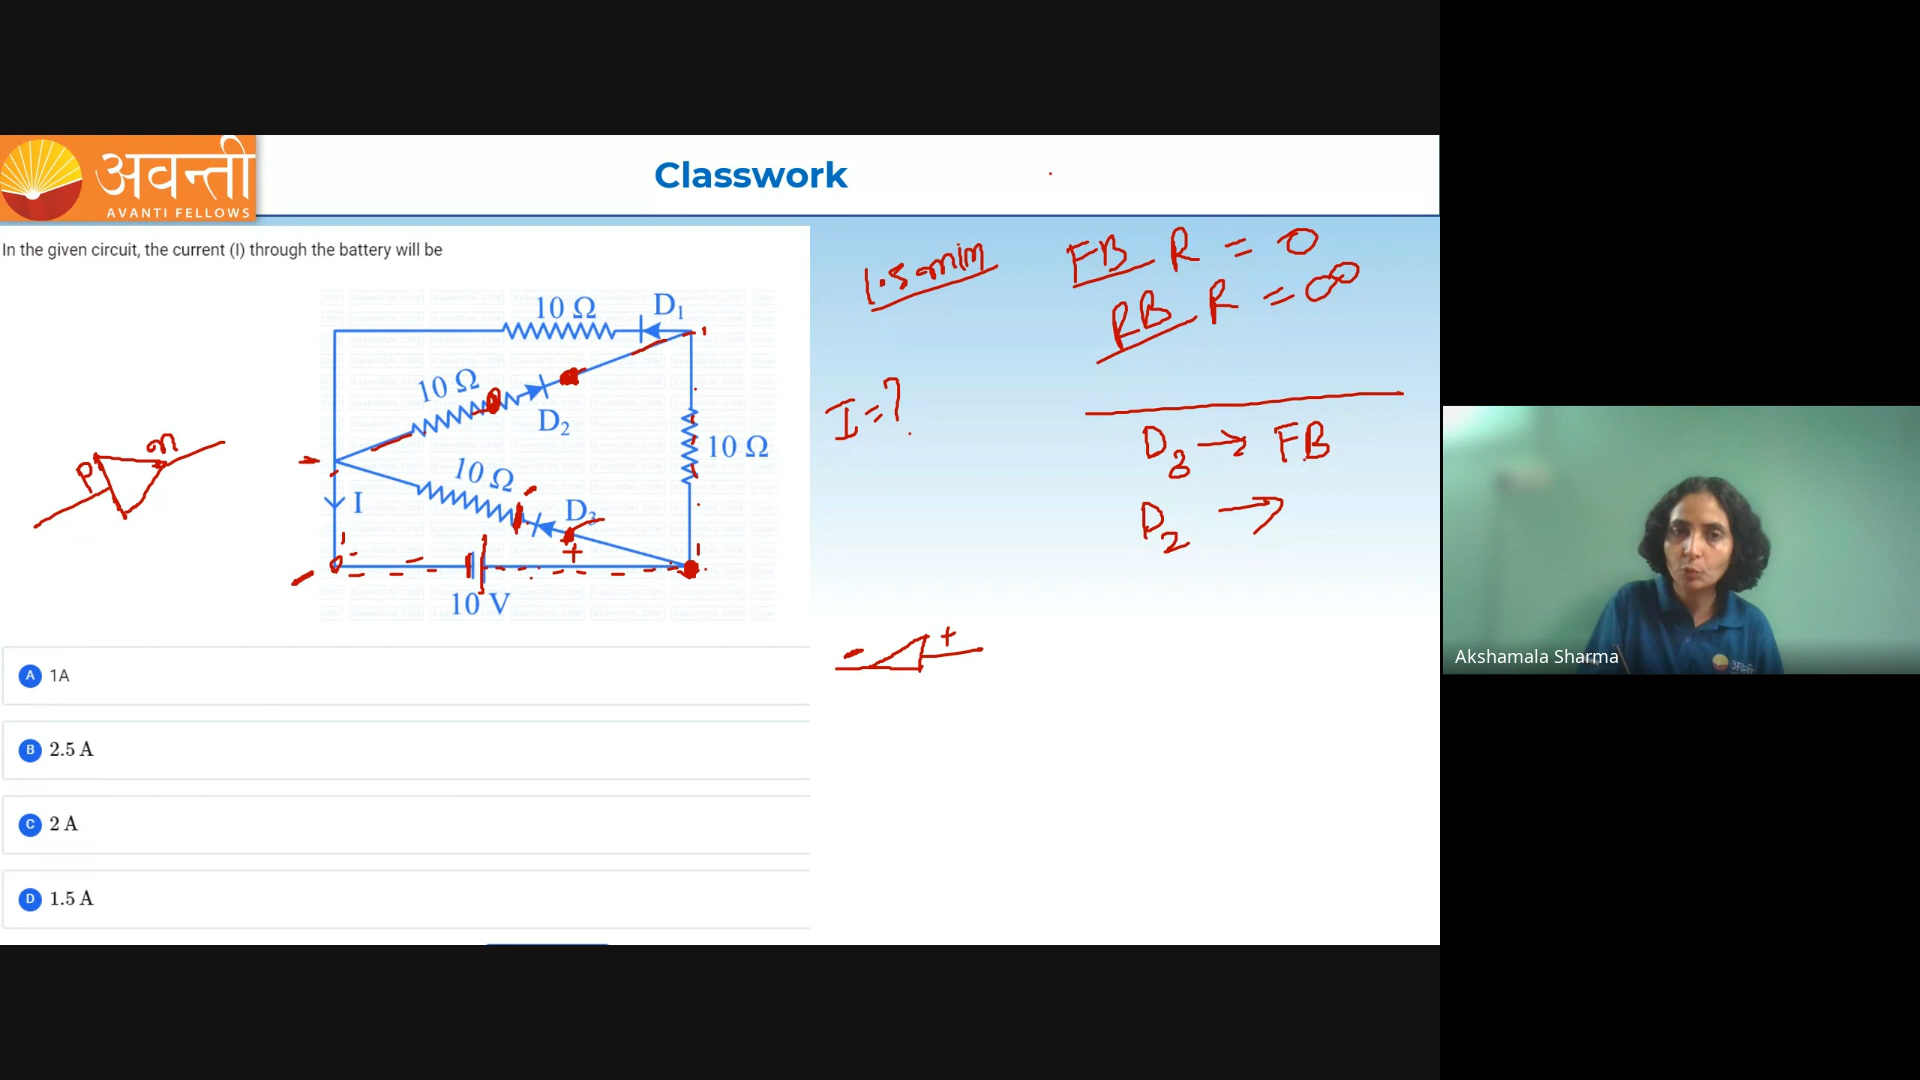 अवन्ती
AVANTI FELLOWS
Classwork
In the given circuit, the current (I) through the battery will be
10 Ω
D1
10 Ω
D2
10 Ω
10 Ω
D3
I
10 V
P
n
1.5 min
FB R = 0
RB R = ∞
I = ?
D3 → FB
D2 →
- +
A 1A
B 2.5 A
C 2 A
D 1.5 A
Akshamala Sharma